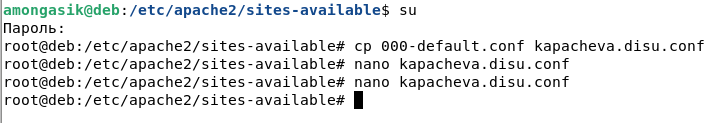 amongasik@deb:/etc/apache2/sites-available$ su
Пароль:
root@deb:/etc/apache2/sites-available# cp 000-default.conf kapacheva.disu.conf
root@deb:/etc/apache2/sites-available# nano kapacheva.disu.conf
root@deb:/etc/apache2/sites-available# nano kapacheva.disu.conf
root@deb:/etc/apache2/sites-available#